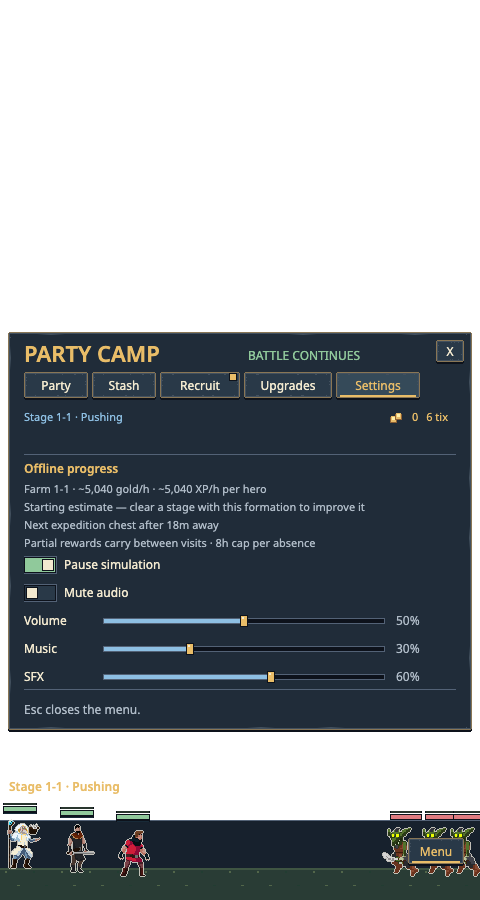 PARTY CAMP
BATTLE CONTINUES
X
Party Stash Recruit Upgrades Settings
Stage 1-1 · Pushing
0 6 tix
Offline progress
Farm 1-1 · ~5,040 gold/h · ~5,040 XP/h per hero
Starting estimate — clear a stage with this formation to improve it
Next expedition chest after 18m away
Partial rewards carry between visits · 8h cap per absence
Pause simulation
Mute audio
Volume 50%
Music 30%
SFX 60%
Esc closes the menu.
Stage 1-1 · Pushing
Menu